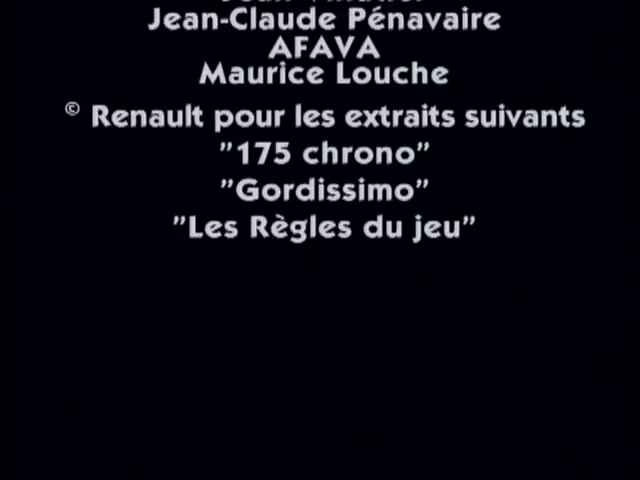 Jean-Claude Pénavaire
AFAVA
Maurice Louche
© Renault pour les extraits suivants
"175 chrono"
"Gordissimo"
"Les Règles du jeu"